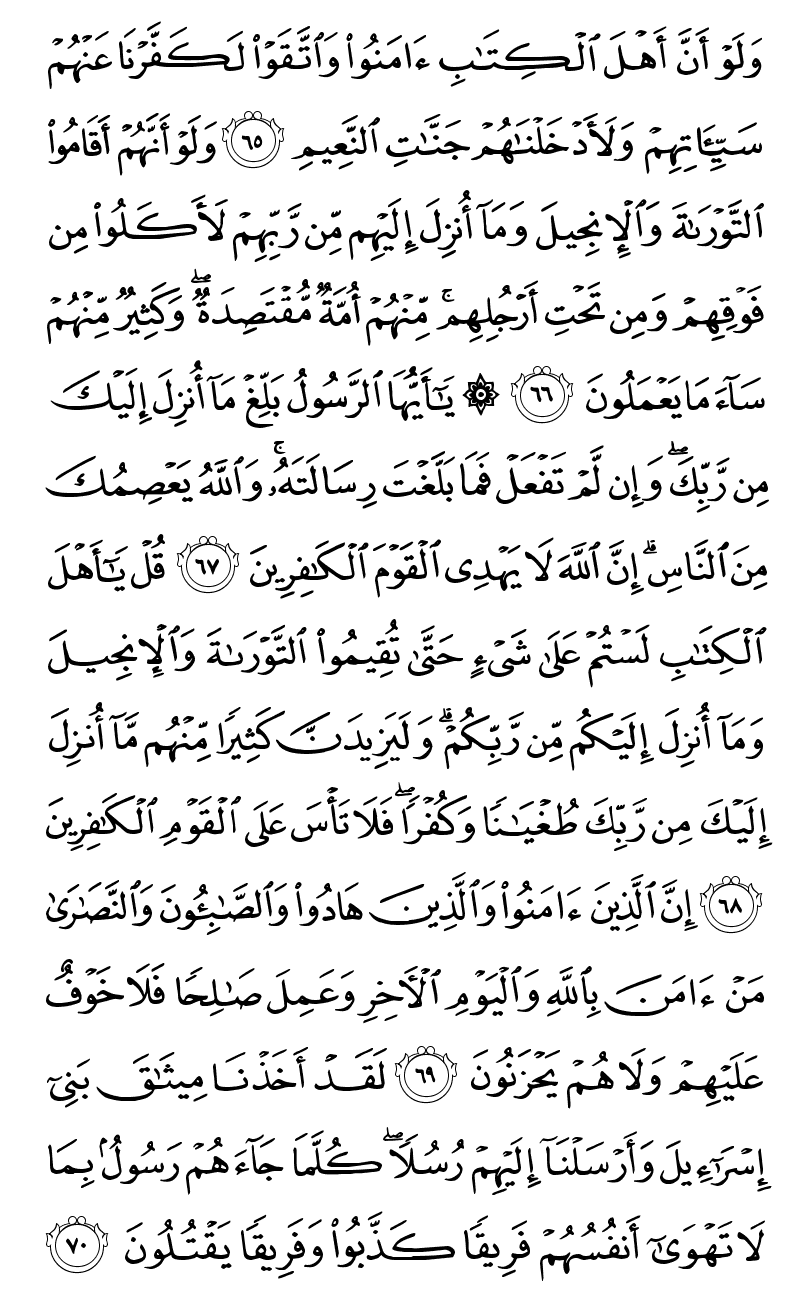 وَلَوۡ أَنَّ أَهۡلَ ٱلۡكِتَٰبِ ءَامَنُواْ وَٱتَّقَوۡاْ لَكَفَّرۡنَا عَنۡهُمۡ
سَيِّـَٔاتِهِمۡ وَلَأَدۡخَلۡنَٰهُمۡ جَنَّٰتِ ٱلنَّعِيمِ ٦٥ وَلَوۡ أَنَّهُمۡ أَقَامُواْ
ٱلتَّوۡرَىٰةَ وَٱلۡإِنجِيلَ وَمَآ أُنزِلَ إِلَيۡهِم مِّن رَّبِّهِمۡ لَأَكَلُواْ مِن
فَوۡقِهِمۡ وَمِن تَحۡتِ أَرۡجُلِهِمۚ مِّنۡهُمۡ أُمَّةٞ مُّقۡتَصِدَةٞۖ وَكَثِيرٞ مِّنۡهُمۡ
سَآءَ مَا يَعۡمَلُونَ ٦٦ ۞ يَٰٓأَيُّهَا ٱلرَّسُولُ بَلِّغۡ مَآ أُنزِلَ إِلَيۡكَ
مِن رَّبِّكَۖ وَإِن لَّمۡ تَفۡعَلۡ فَمَا بَلَّغۡتَ رِسَالَتَهُۥۚ وَٱللَّهُ يَعۡصِمُكَ
مِنَ ٱلنَّاسِۗ إِنَّ ٱللَّهَ لَا يَهۡدِي ٱلۡقَوۡمَ ٱلۡكَٰفِرِينَ ٦٧ قُلۡ يَٰٓأَهۡلَ
ٱلۡكِتَٰبِ لَسۡتُمۡ عَلَىٰ شَيۡءٍ حَتَّىٰ تُقِيمُواْ ٱلتَّوۡرَىٰةَ وَٱلۡإِنجِيلَ
وَمَآ أُنزِلَ إِلَيۡكُم مِّن رَّبِّكُمۡۗ وَلَيَزِيدَنَّ كَثِيرٗا مِّنۡهُم مَّآ أُنزِلَ
إِلَيۡكَ مِن رَّبِّكَ طُغۡيَٰنٗا وَكُفۡرٗاۖ فَلَا تَأۡسَ عَلَى ٱلۡقَوۡمِ ٱلۡكَٰفِرِينَ
٦٨ إِنَّ ٱلَّذِينَ ءَامَنُواْ وَٱلَّذِينَ هَادُواْ وَٱلصَّٰبِـُٔونَ وَٱلنَّصَٰرَىٰ
مَنۡ ءَامَنَ بِٱللَّهِ وَٱلۡيَوۡمِ ٱلۡأٓخِرِ وَعَمِلَ صَٰلِحٗا فَلَا خَوۡفٌ
عَلَيۡهِمۡ وَلَا هُمۡ يَحۡزَنُونَ ٦٩ لَقَدۡ أَخَذۡنَا مِيثَٰقَ بَنِيٓ
إِسۡرَٰٓءِيلَ وَأَرۡسَلۡنَآ إِلَيۡهِمۡ رُسُلٗاۖ كُلَّمَا جَآءَهُمۡ رَسُولُۢ بِمَا
لَا تَهۡوَىٰٓ أَنفُسُهُمۡ فَرِيقٗا كَذَّبُواْ وَفَرِيقٗا يَقۡتُلُونَ ٧٠